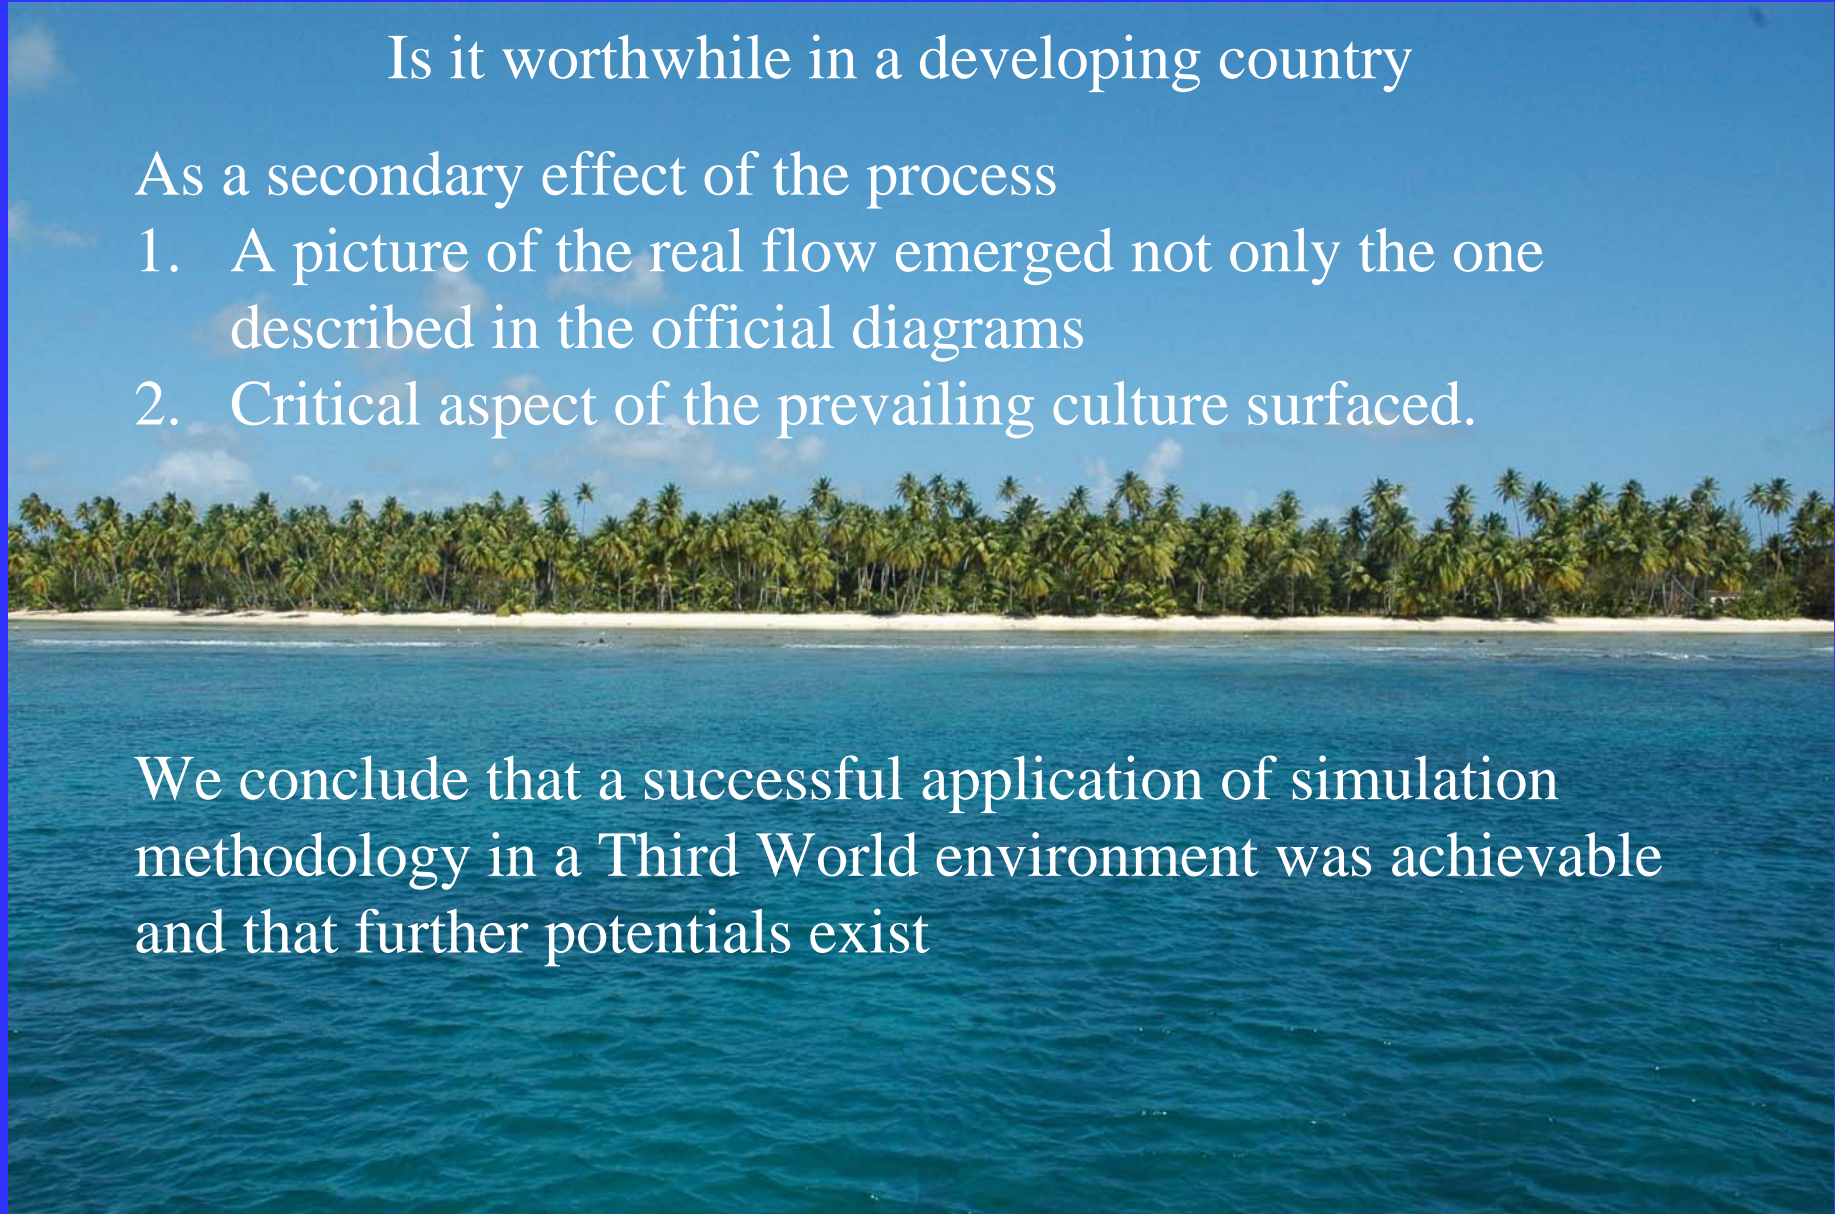 Is it worthwhile in a developing country
As a secondary effect of the process
1. A picture of the real flow emerged not only the one
described in the official diagrams
2. Critical aspect of the prevailing culture surfaced.
We conclude that a successful application of simulation
methodology in a Third World environment was achievable
and that further potentials exist